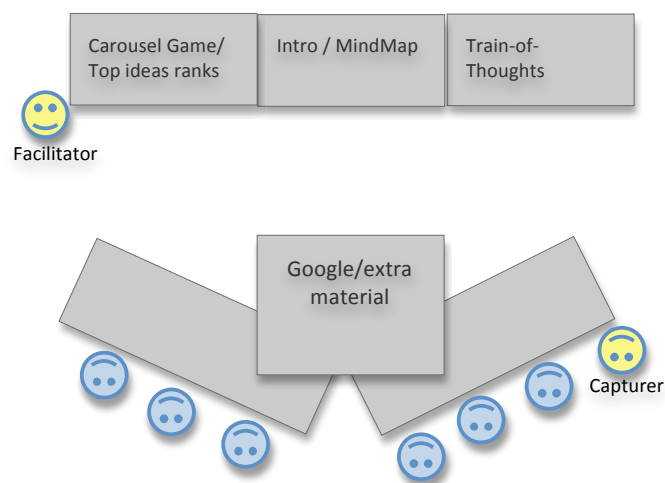 Carousel Game/
Top ideas ranks
Intro / MindMap
Train-of-
Thoughts
Facilitator
Google/extra
material
Capturer